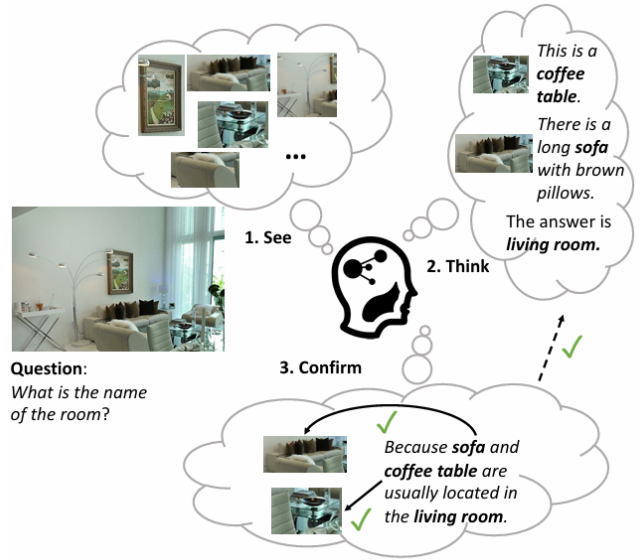 ...
1. See
This is a
coffee
table.
There is a
long sofa
with brown
pillows.
The answer is
living room.
2. Think
Question:
What is the name
of the room?
3. Confirm
Because sofa and
coffee table are
usually located in
the living room.